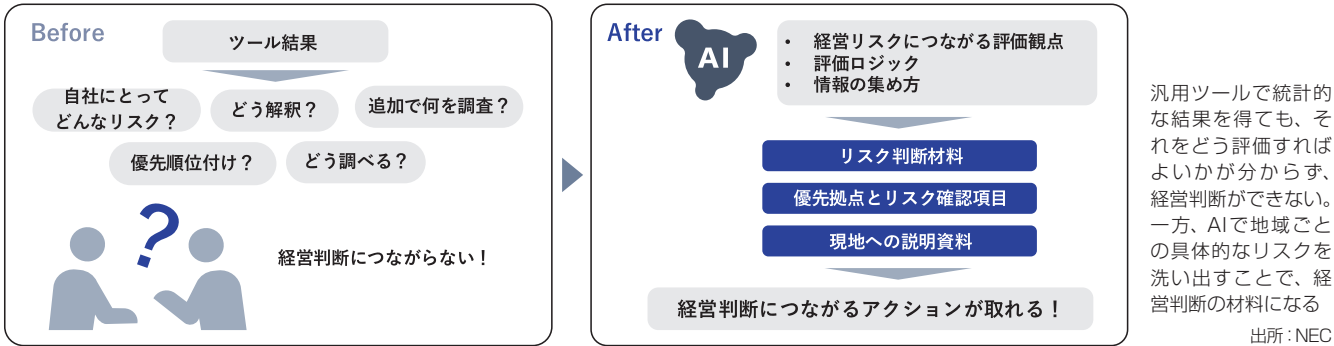 Before
ツール結果
自社にとって
どんなリスク？
どう解釈？
追加で何を調査？
優先順位付け？
どう調べる？
?
経営判断につながらない！
After
AI
・ 経営リスクにつながる評価観点
・ 評価ロジック
・ 情報の集め方
リスク判断材料
優先拠点とリスク確認項目
現地への説明資料
経営判断につながるアクションが取れる！
汎用ツールで統計的
な結果を得ても、そ
れをどう評価すれば
よいかが分からず、
経営判断ができない。
一方、AIで地域ごと
の具体的なリスクを
洗い出すことで、経
営判断の材料になる
出所：NEC